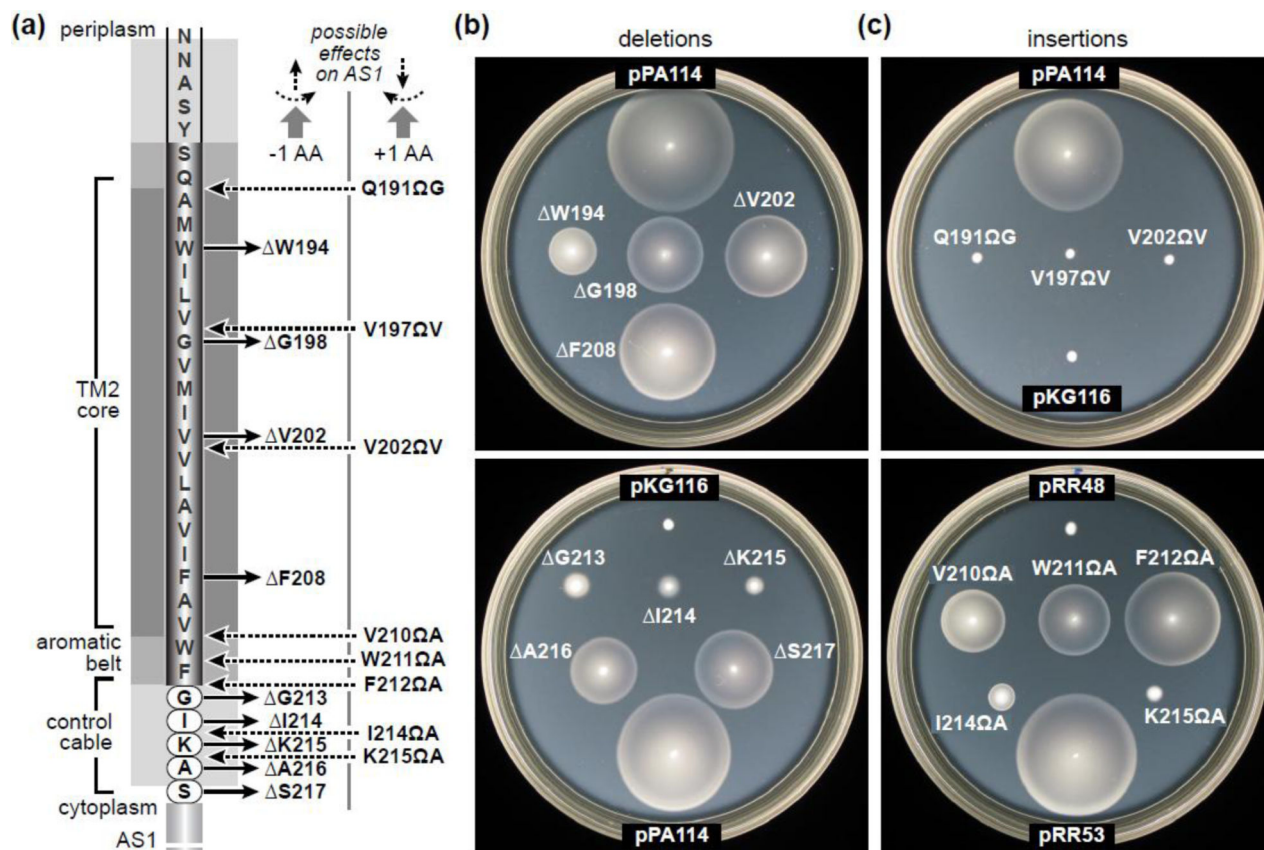 (a)
periplasm
N
N
A
S
Y
S
Q
A
M
W
I
L
V
G
V
M
I
V
V
L
A
V
I
F
A
V
W
F
G
I
K
A
S
TM2
core
aromatic
belt
control
cable
cytoplasm
AS1
possible
effects
on AS1
-1 AA
+1 AA
Q191ΩG
ΔW194
V197ΩV
ΔG198
ΔV202
V202ΩV
ΔF208
V210ΩA
W211ΩA
F212ΩA
ΔG213
ΔI214
I214ΩA
ΔK215
K215ΩA
ΔA216
ΔS217
(b)
deletions
pPA114
ΔW194
ΔV202
ΔG198
ΔF208
pKG116
ΔG213
ΔK215
ΔI214
ΔA216
ΔS217
pPA114
(c)
insertions
pPA114
Q191ΩG
V202ΩV
V197ΩV
pKG116
pRR48
V210ΩA
W211ΩA
F212ΩA
I214ΩA
K215ΩA
pRR53